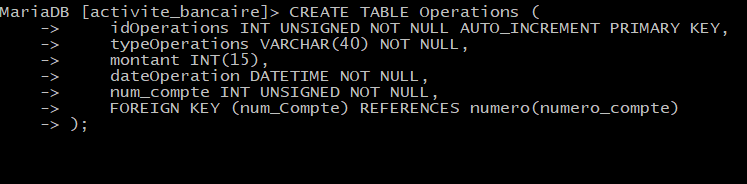 MariaDB [activite_bancaire]> CREATE TABLE Operations (
    ->     idOperations INT UNSIGNED NOT NULL AUTO_INCREMENT PRIMARY KEY,
    ->     typeOperations VARCHAR(40) NOT NULL,
    ->     montant INT(15),
    ->     dateOperation DATETIME NOT NULL,
    ->     num_compte INT UNSIGNED NOT NULL,
    ->     FOREIGN KEY (num_Compte) REFERENCES numero(numero_compte)
    -> );